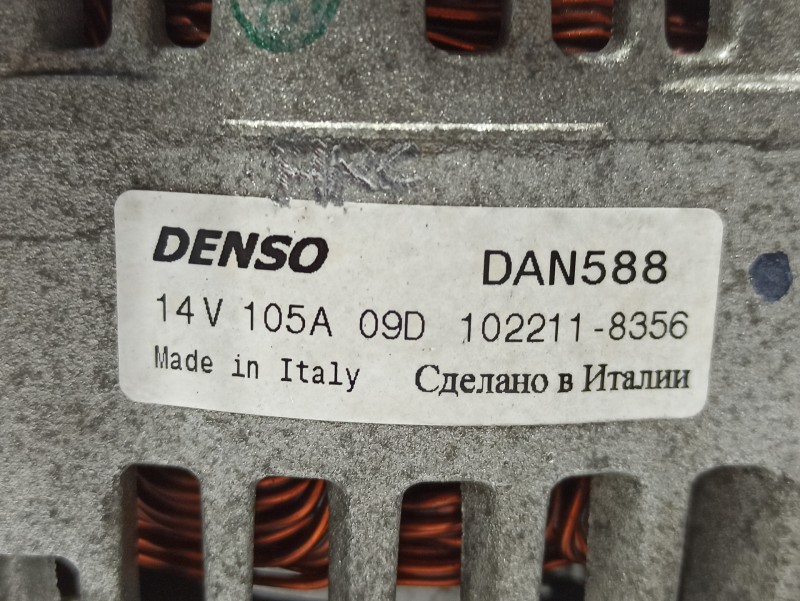 DENSO DAN588
14V 105A 09D 102211-8356
Made in Italy Сделано в Италии